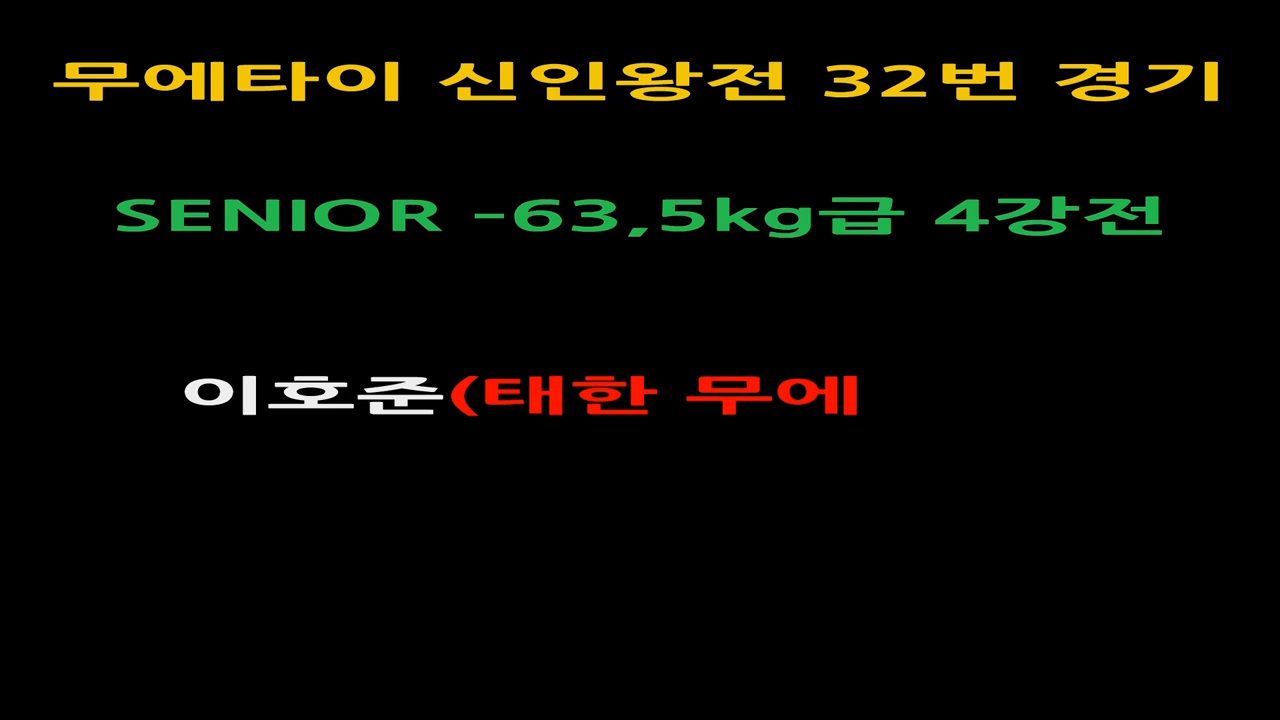 무에타이 신인왕전 32번 경기
SENIOR -63,5kg급 4강전
이호준(태한 무에